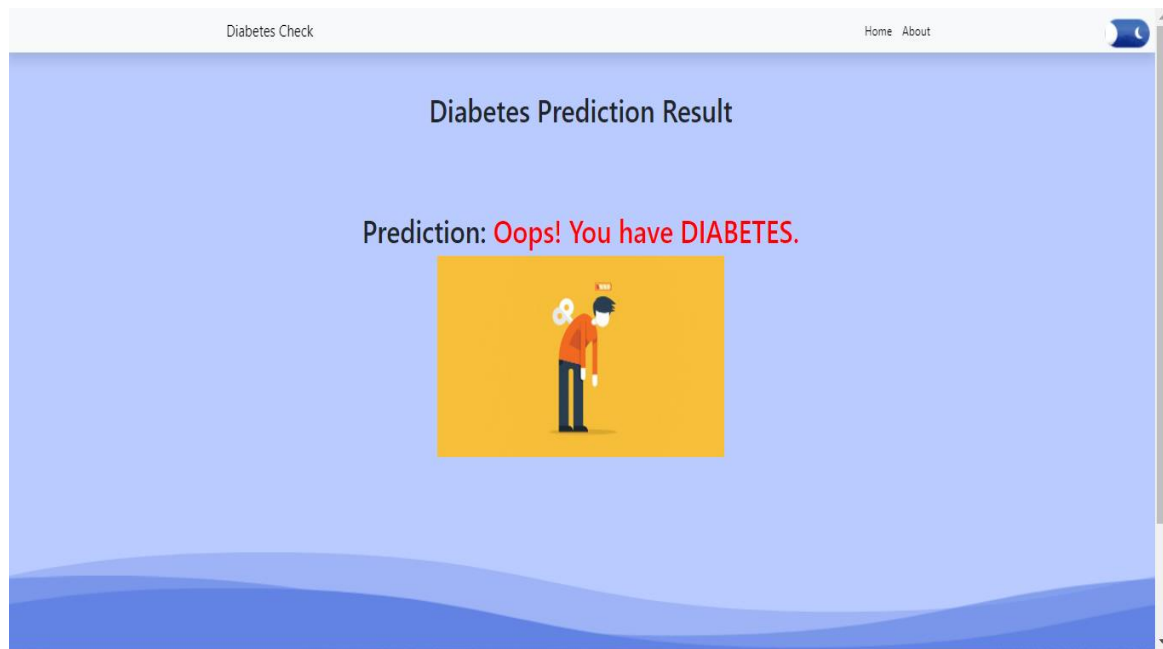 Diabetes Check
Home About
Diabetes Prediction Result
Prediction: Oops! You have DIABETES.